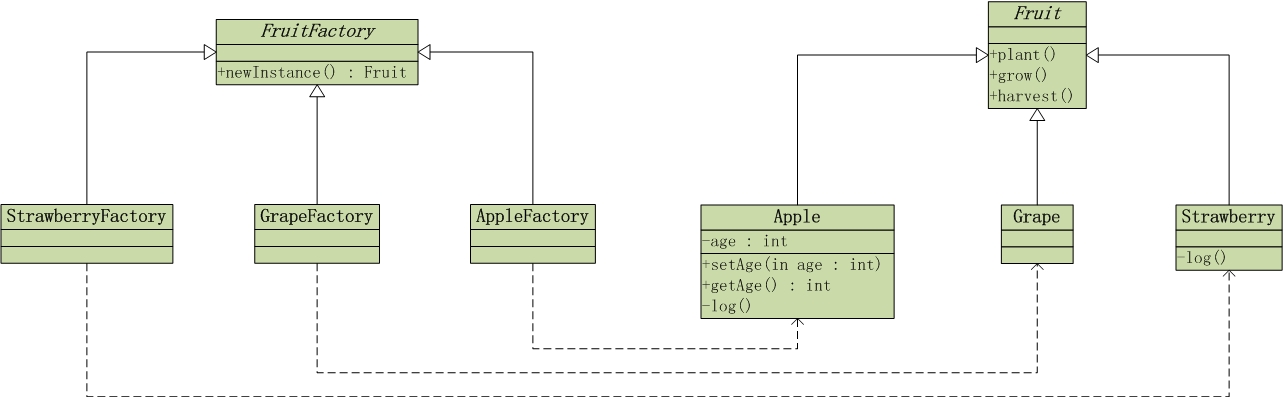 FruitFactory
+newInstance() : Fruit
Fruit
+plant()
+grow()
+harvest()
StrawberryFactory
GrapeFactory
AppleFactory
Apple
-age : int
+setAge(in age : int)
+getAge() : int
-log()
Grape
Strawberry
-log()